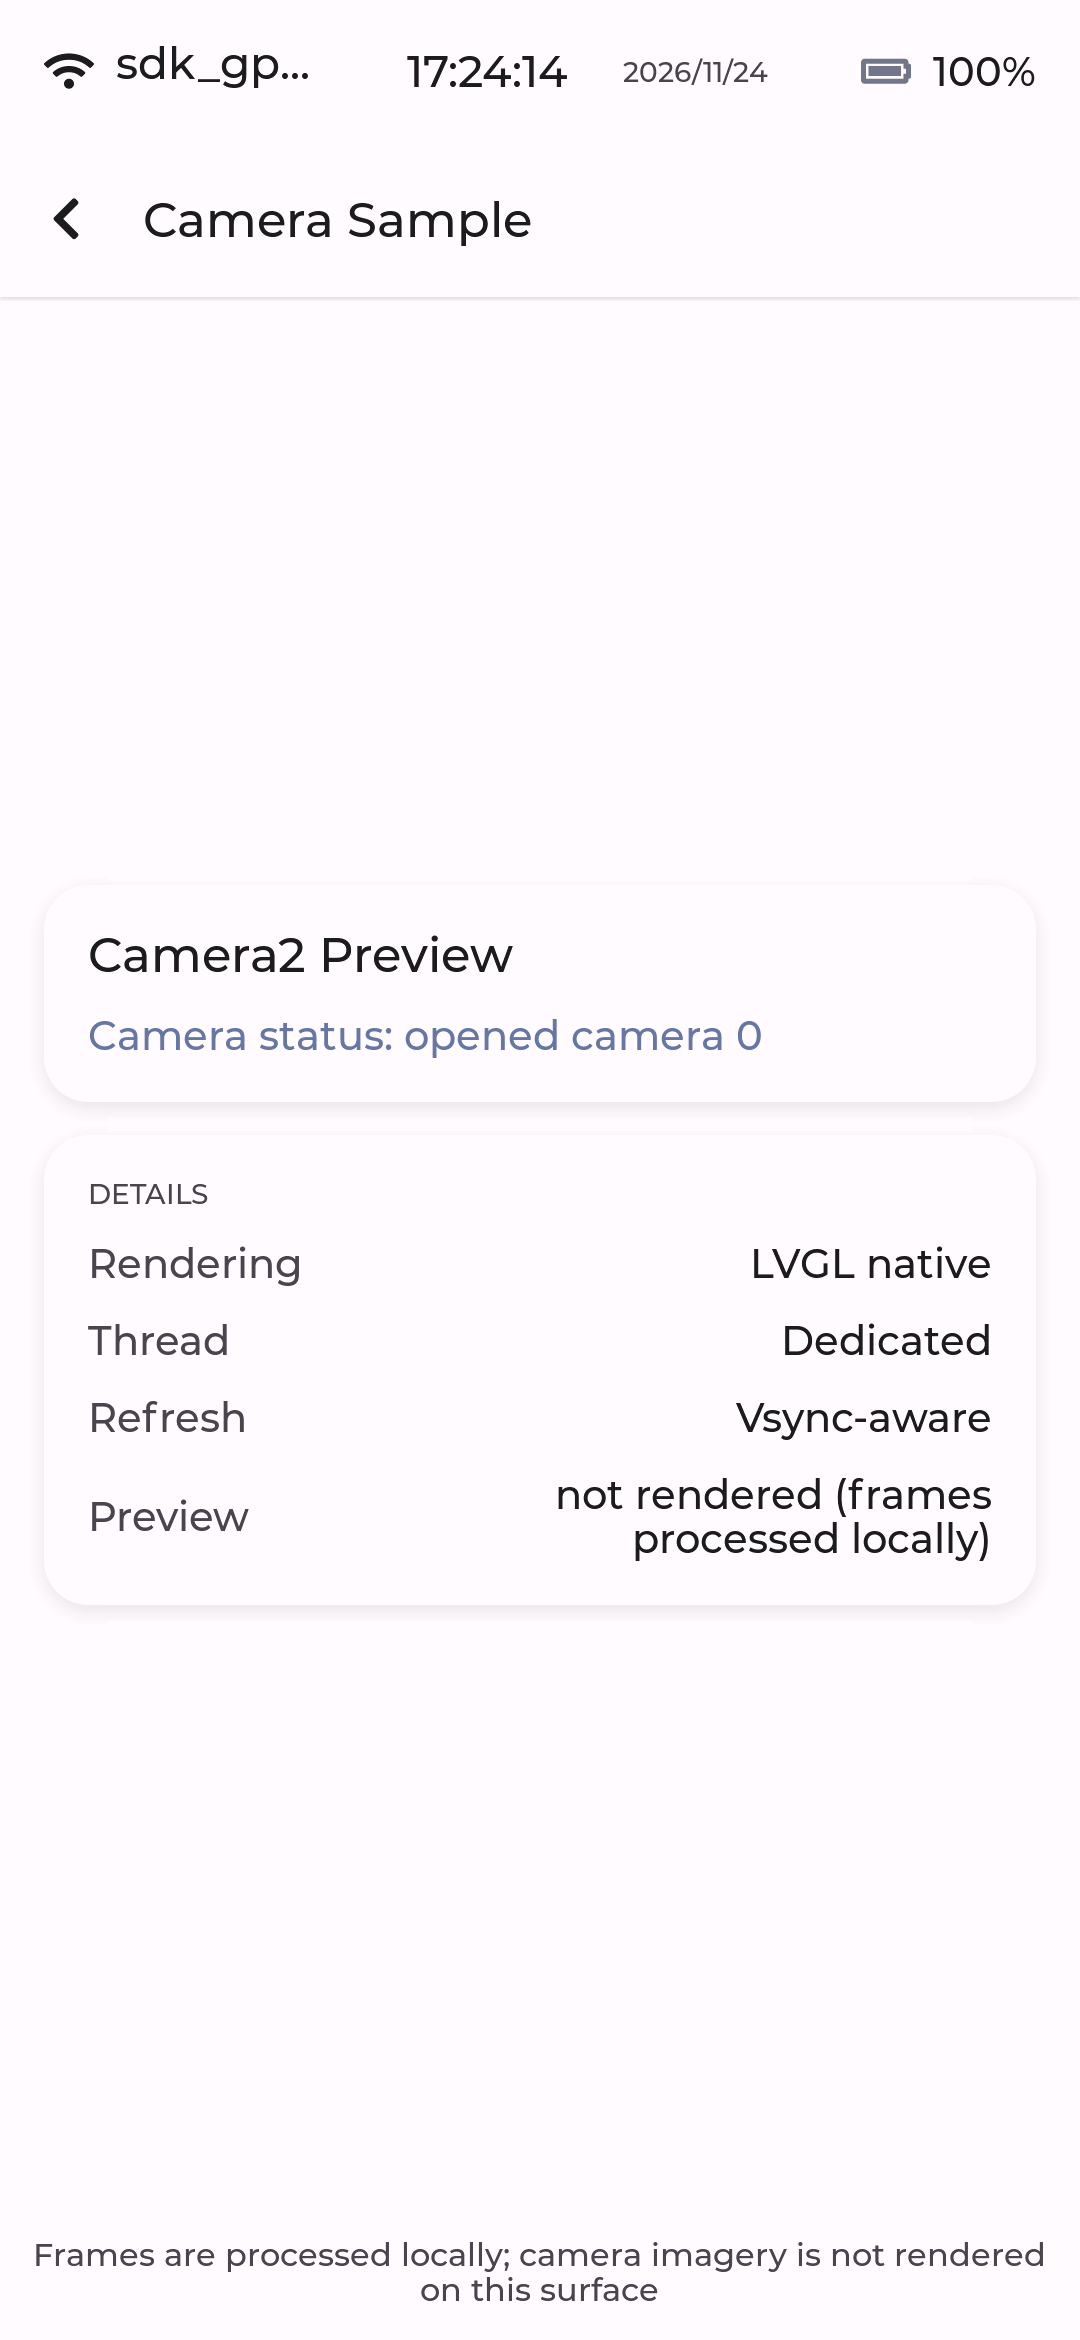 sdk_gp... 17:24:14 2026/11/24 100%
Camera Sample
Camera2 Preview
Camera status: opened camera 0
DETAILS
Rendering LVGL native
Thread Dedicated
Refresh Vsync-aware
Preview not rendered (frames
processed locally)
Frames are processed locally; camera imagery is not rendered
on this surface